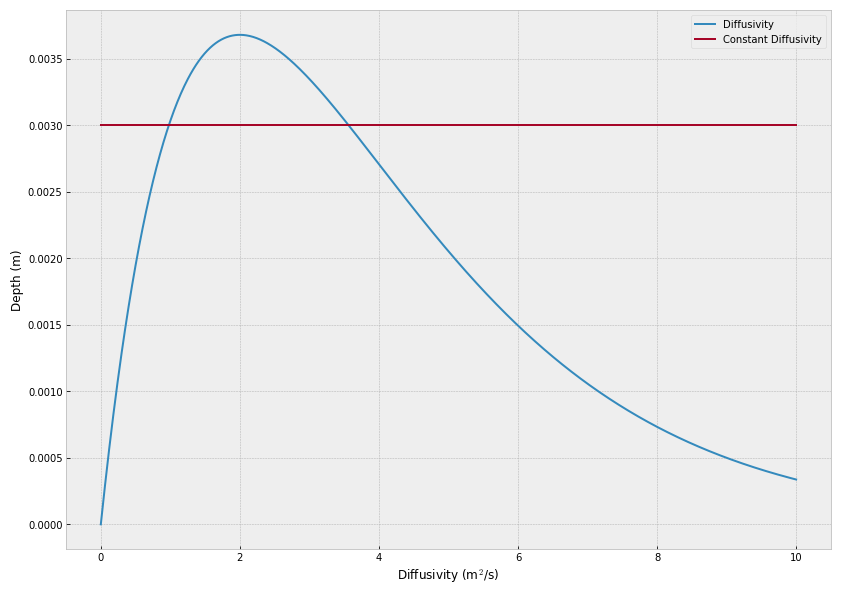 Diffusivity
Constant Diffusivity
Depth (m)
0.0035
0.0030
0.0025
0.0020
0.0015
0.0010
0.0005
0.0000
0 2 4 6 8 10
Diffusivity (m²/s)